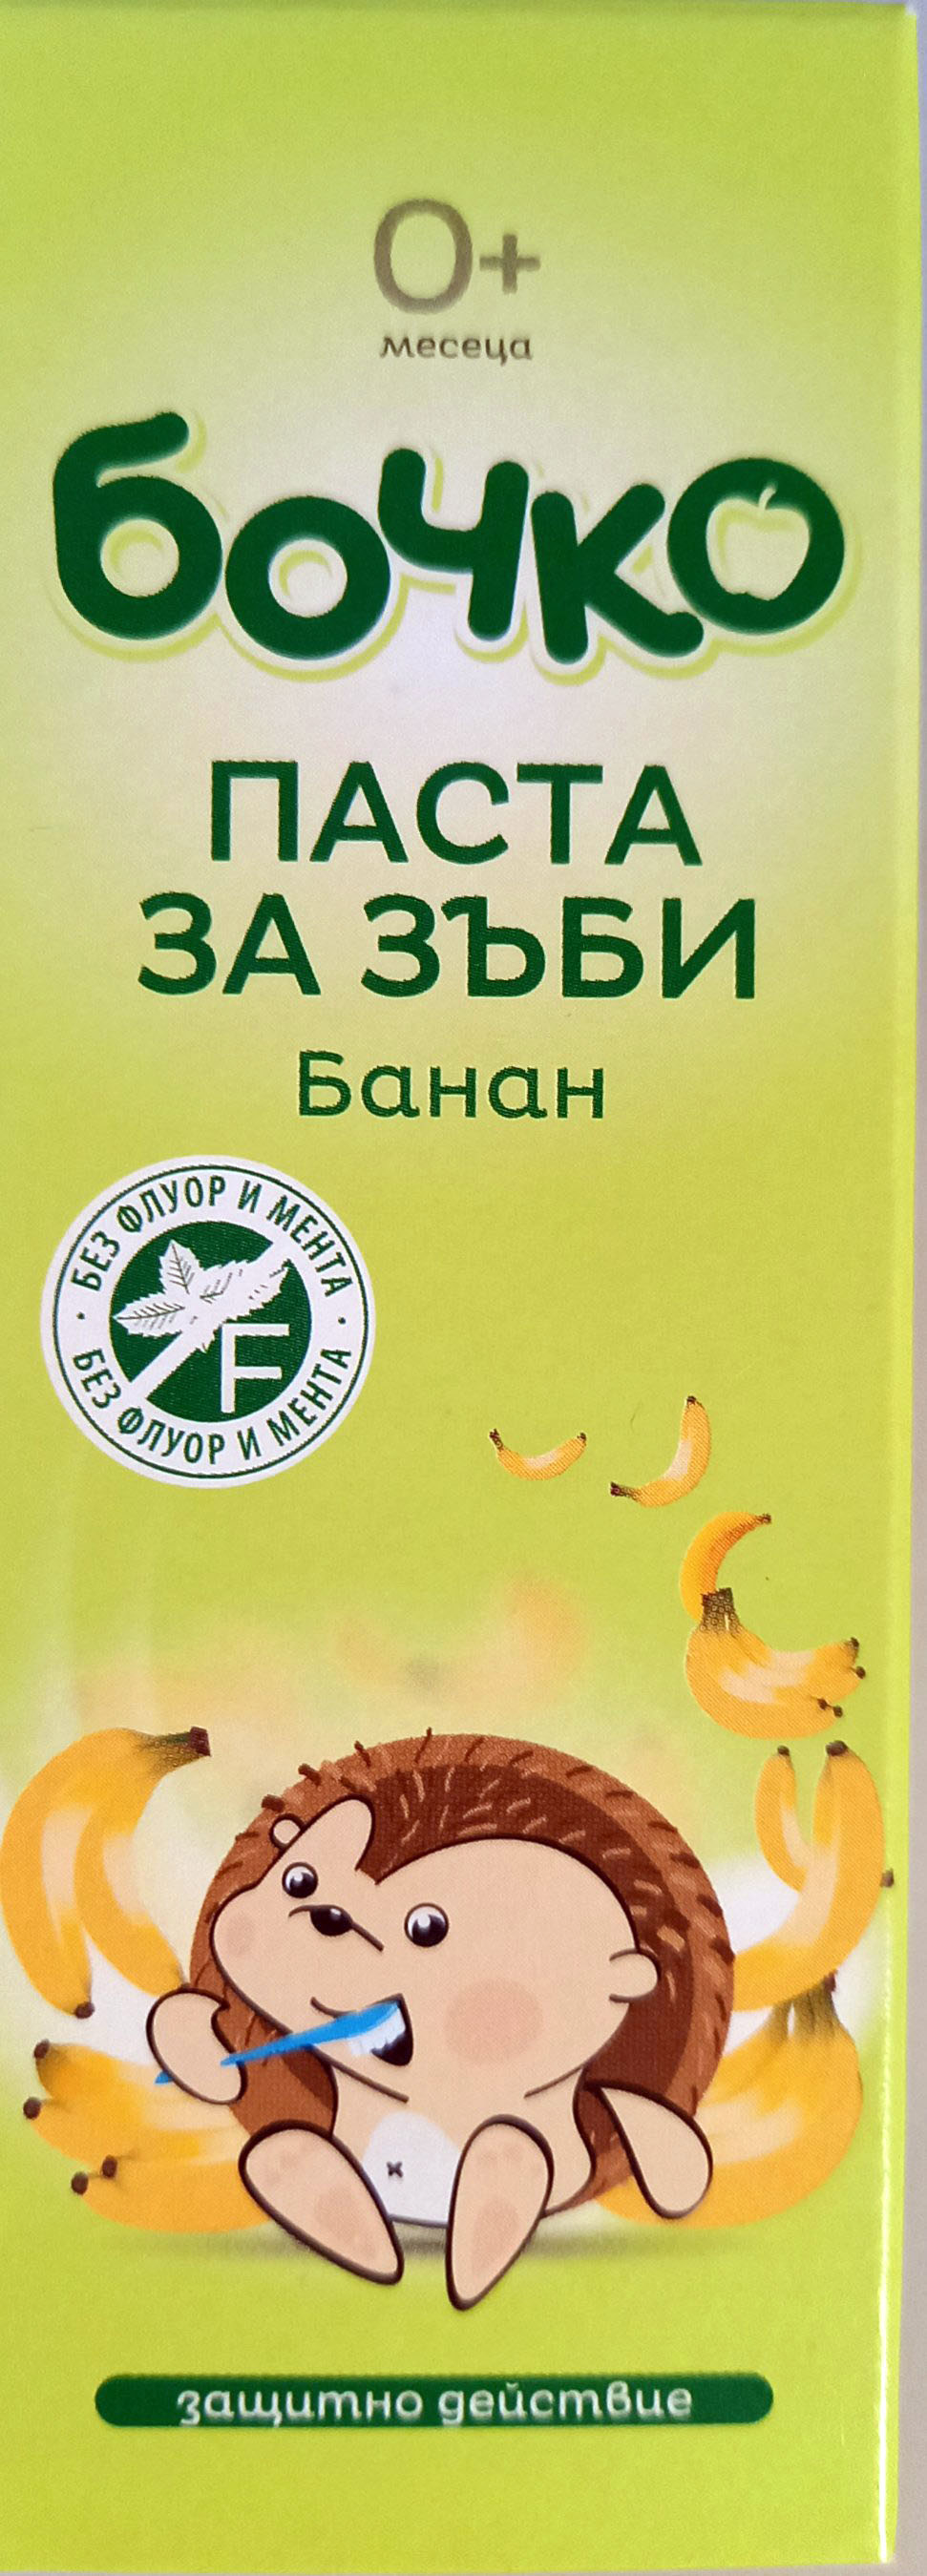 0+
месеца
бочко
ПАСТА
ЗА ЗЪБИ
Банан
· БЕЗ ФЛУОР И МЕНТА ·
БЕЗ ФЛУОР И МЕНТА
F
защитно действие